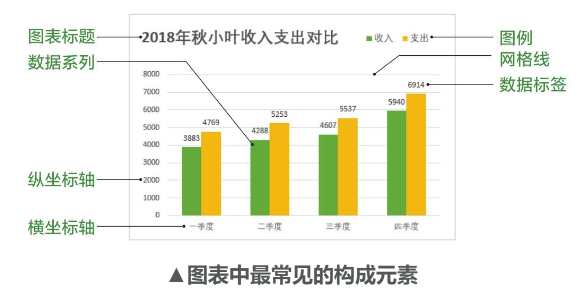 图表标题
2018年秋小叶收入支出对比
收入
支出
图例
数据系列
网格线
数据标签
8000
7000
6000
5000
4000
3000
2000
1000
0
3883
4769
4288
5253
4607
5537
5940
6914
纵坐标轴
横坐标轴
一季度
二季度
三季度
四季度
▲图表中最常见的构成元素